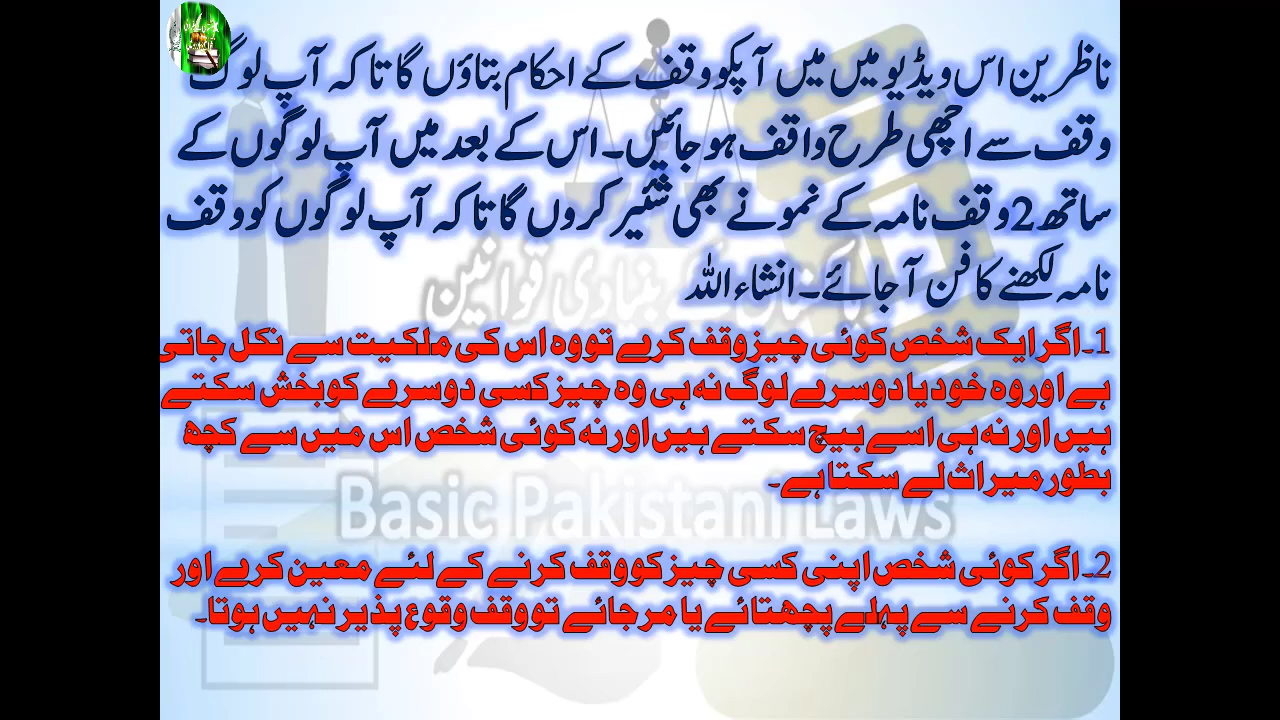 ناظرین اس ویڈیو میں میں آپکو وقف کے احکام بتاؤں گا تاکہ آپ لوگ
وقف سے اچھی طرح واقف ہو جائیں۔ اس کے بعد میں آپ لوگوں کے
ساتھ 2 وقف نامہ کے نمونے بھی شئیر کروں گا تاکہ آپ لوگوں کو وقف
نامہ لکھنے کا فن آ جائے۔ انشاء اللہ
پاکستان کے بنیادی قوانین
1۔ اگر ایک شخص کوئی چیز وقف کرے تو وہ اس کی ملکیت سے نکل جاتی
ہے اور وہ خود یا دوسرے لوگ نہ ہی وہ چیز کسی دوسرے کو بخش سکتے
ہیں اور نہ ہی اسے بیچ سکتے ہیں اور نہ کوئی شخص اس میں سے کچھ
بطور میراث لے سکتا ہے۔
Basic Pakistani Laws
2۔ اگر کوئی شخص اپنی کسی چیز کو وقف کرنے کے لئے معین کرے اور
وقف کرنے سے پہلے پچھتائے یا مر جائے تو وقف وقوع پذیر نہیں ہوتا۔